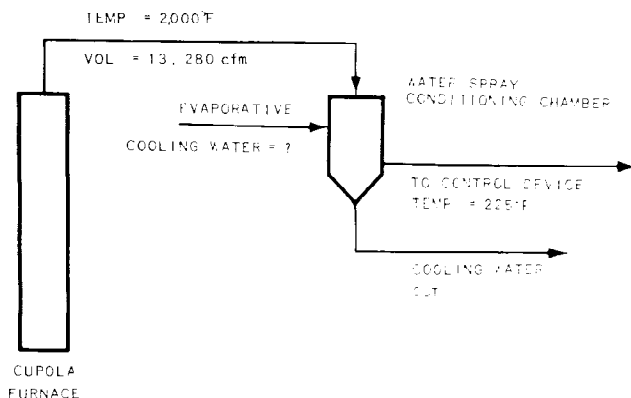 TEMP = 2,000°F
VOL = 13,280 cfm
WATER SPRAY
CONDITIONING CHAMBER
EVAPORATIVE
COOLING WATER = ?
TO CONTROL DEVICE
TEMP = 225°F
COOLING WATER
OUT
CUPOLA
FURNACE